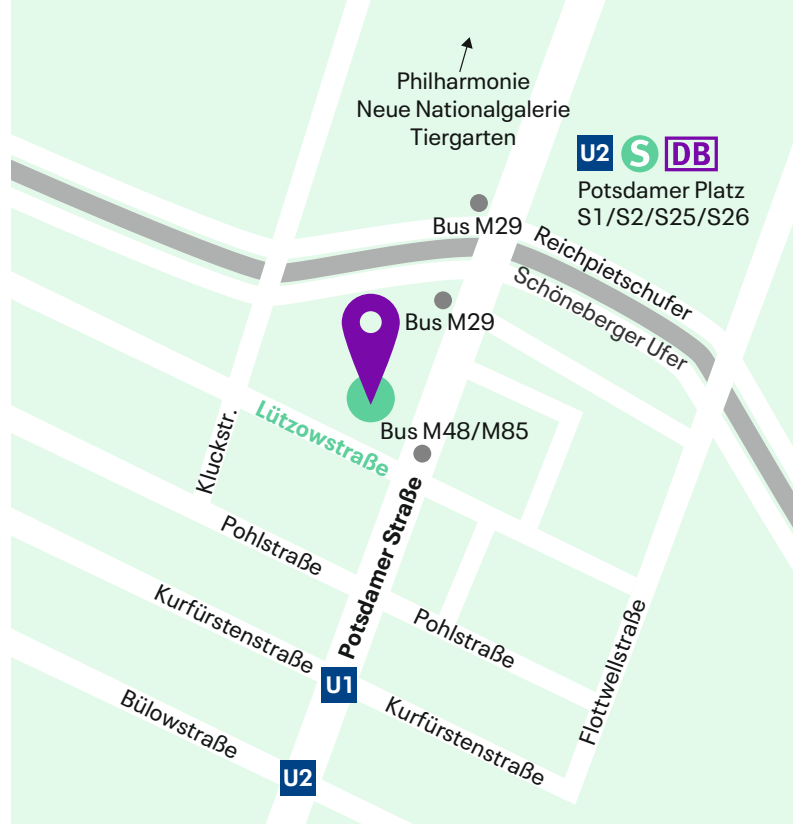 Philharmonie
Neue Nationalgalerie
Tiergarten
U2 S DB
Potsdamer Platz
S1/S2/S25/S26
Bus M29
Reichpietschufer
Schöneberger Ufer
Bus M29
Kluckstr.
Lützowstraße
Bus M48/M85
Potsdamer Straße
Pohlstraße
Pohlstraße
Kurfürstenstraße
Flottwellstraße
U1
Kurfürstenstraße
Bülowstraße
U2